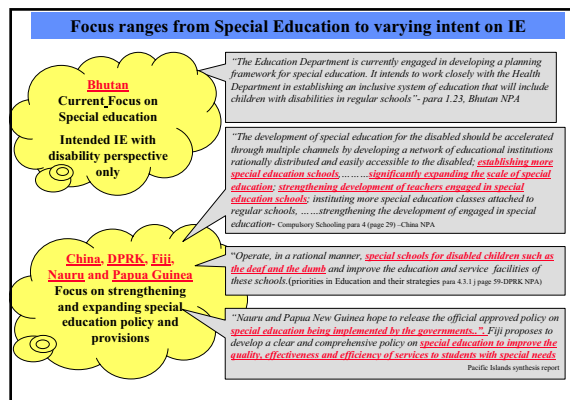 Focus ranges from Special Education to varying intent on IE
Bhutan
Current Focus on
Special education
Intended IE with
disability perspective
only
“The Education Department is currently engaged in developing a planning
framework for special education. It intends to work closely with the Health
Department in establishing an inclusive system of education that will include
children with disabilities in regular schools”- para 1.23, Bhutan NPA
“The development of special education for the disabled should be accelerated
through multiple channels by developing a network of educational institutions
rationally distributed and easily accessible to the disabled; establishing more
special education schools,………significantly expanding the scale of special
education; strengthening development of teachers engaged in special
education schools; instituting more special education classes attached to
regular schools, ……strengthening the development of engaged in special
education- Compulsory Schooling para 4 (page 29) –China NPA
China, DPRK, Fiji,
Nauru and Papua Guinea
Focus on strengthening
and expanding special
education policy and
provisions
“Operate, in a rational manner, special schools for disabled children such as
the deaf and the dumb and improve the education and service facilities of
these schools.(priorities in Education and their strategies para 4.3.1 j page 59-DPRK NPA)
“Nauru and Papua New Guinea hope to release the official approved policy on
special education being implemented by the governments..”. Fiji proposes to
develop a clear and comprehensive policy on special education to improve the
quality, effectiveness and efficiency of services to students with special needs
Pacific Islands synthesis report